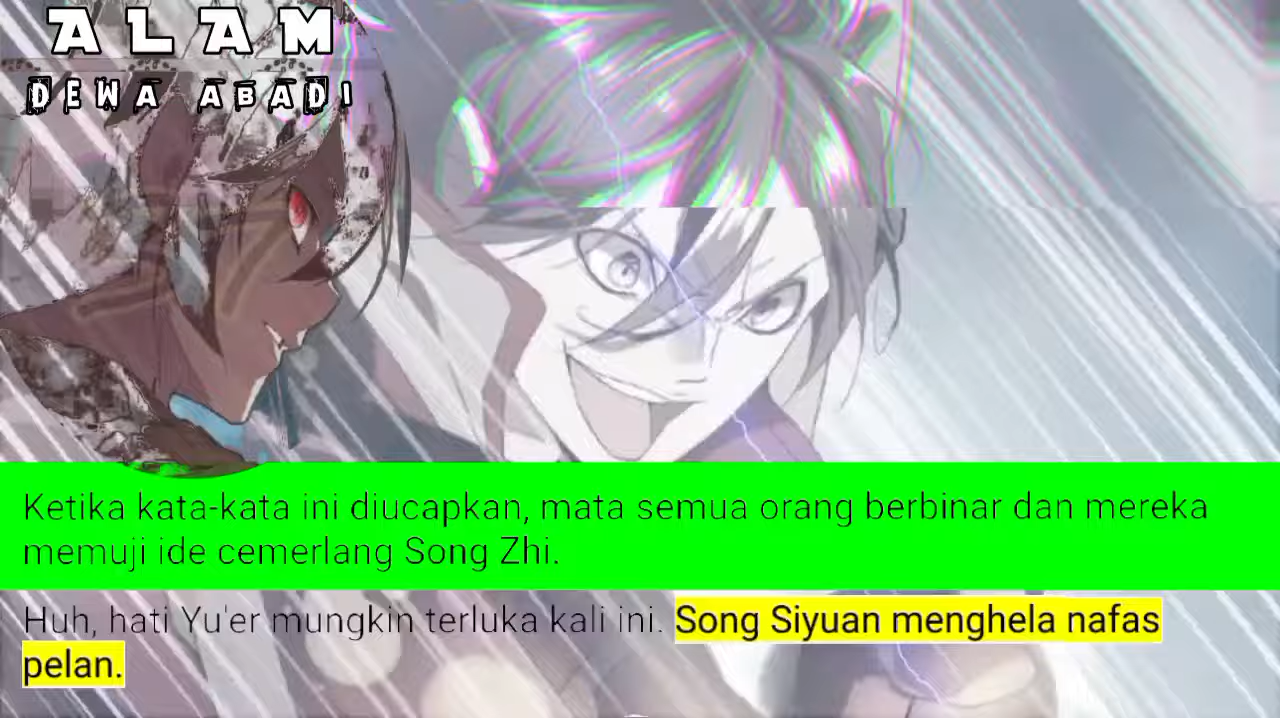 ALAM
DEWA ABADI
Ketika kata-kata ini diucapkan, mata semua orang berbinar dan mereka
memuji ide cemerlang Song Zhi.
Huh, hati Yu'er mungkin terluka kali ini. Song Siyuan menghela nafas
pelan.